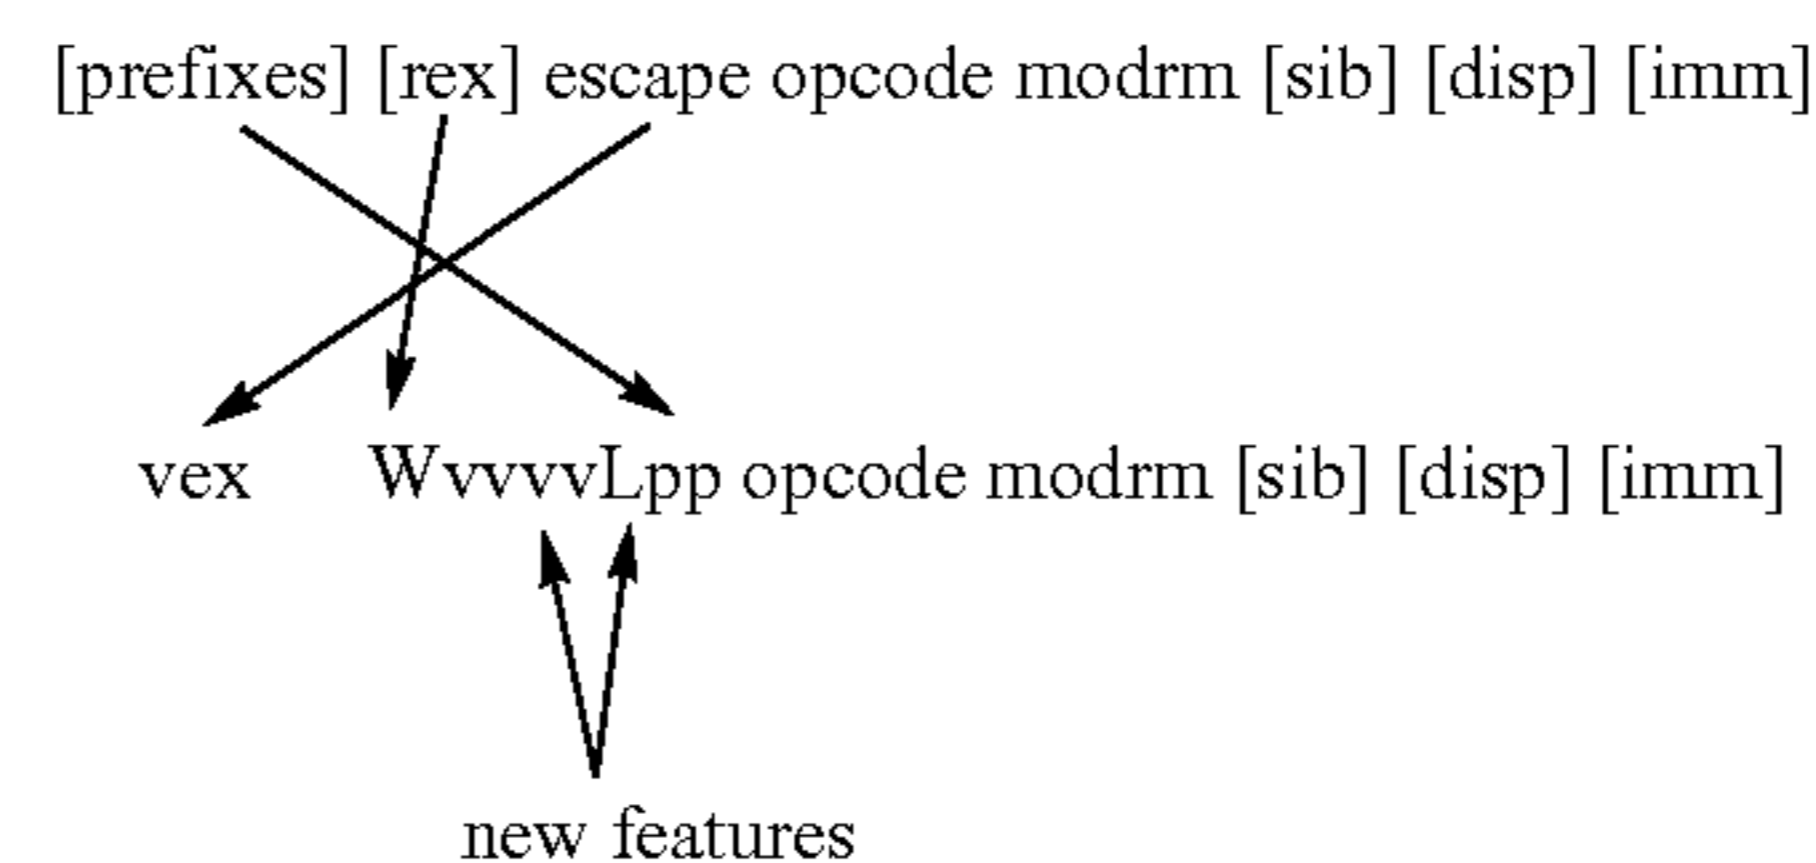 [prefixes] [rex] escape opcode modrm [sib] [disp] [imm]
vex WvvvvLpp opcode modrm [sib] [disp] [imm]
new features